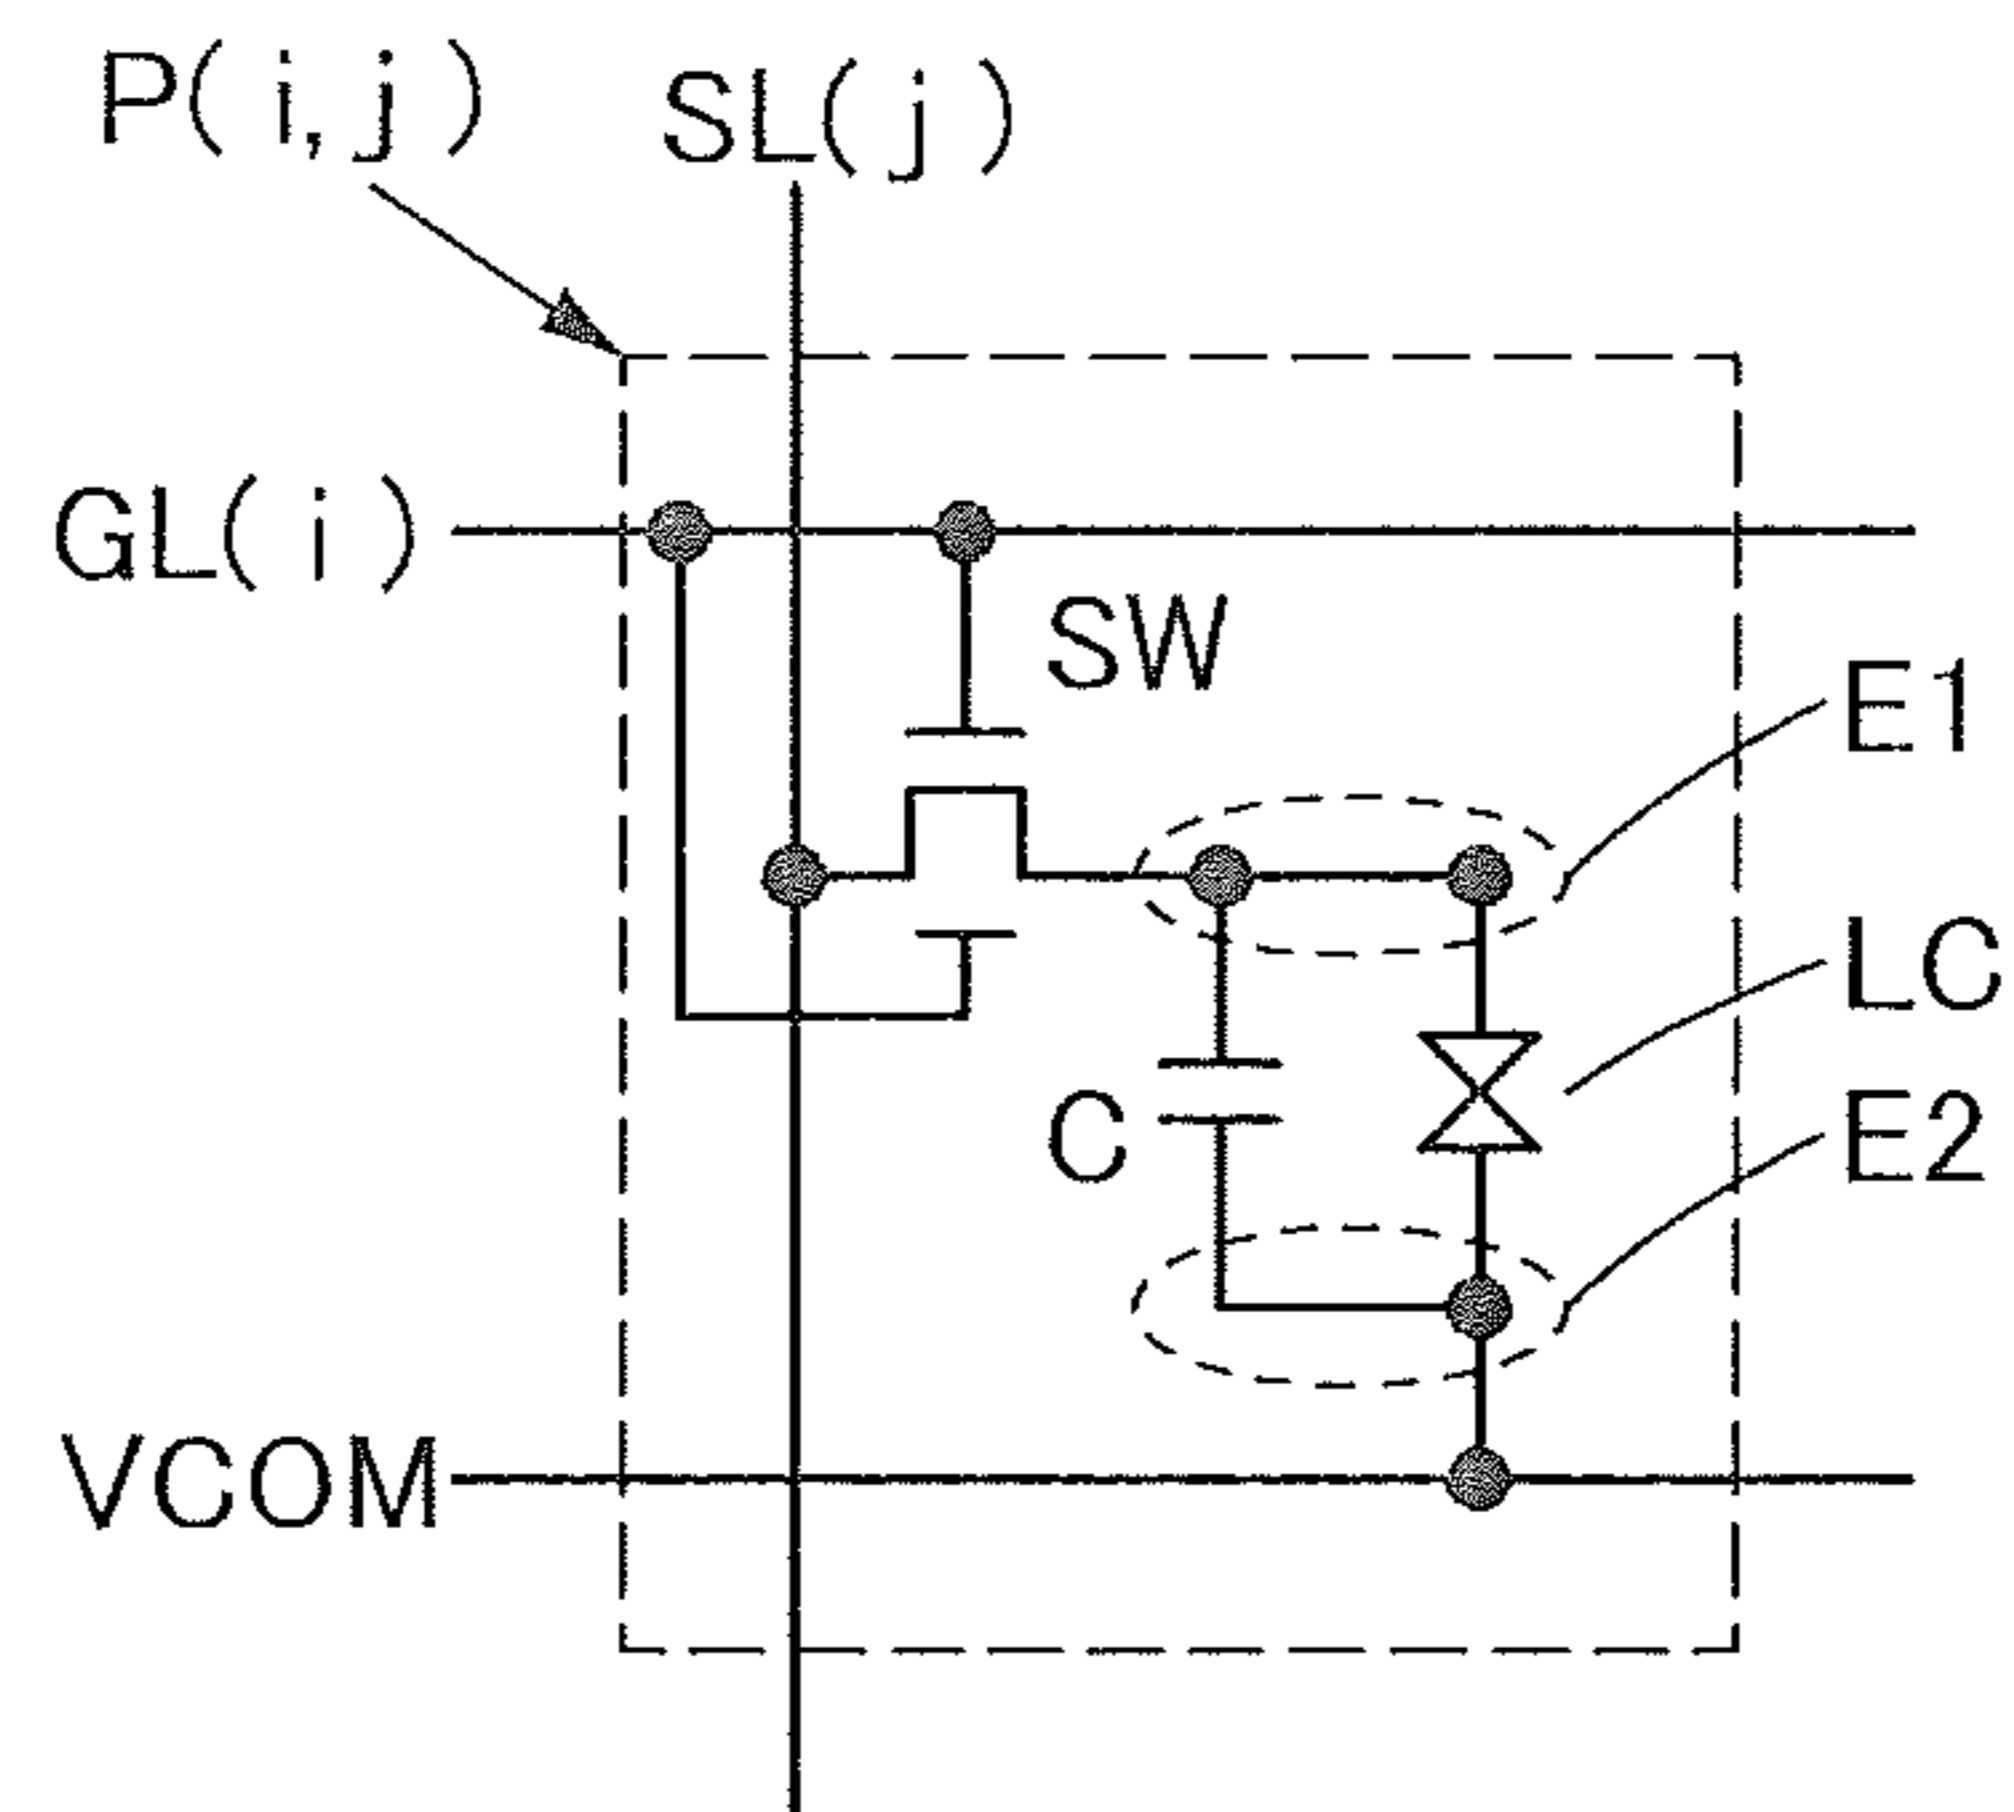 P(i,j)
SL(j)
GL(i)
SW
E1
LC
C
E2
VCOM